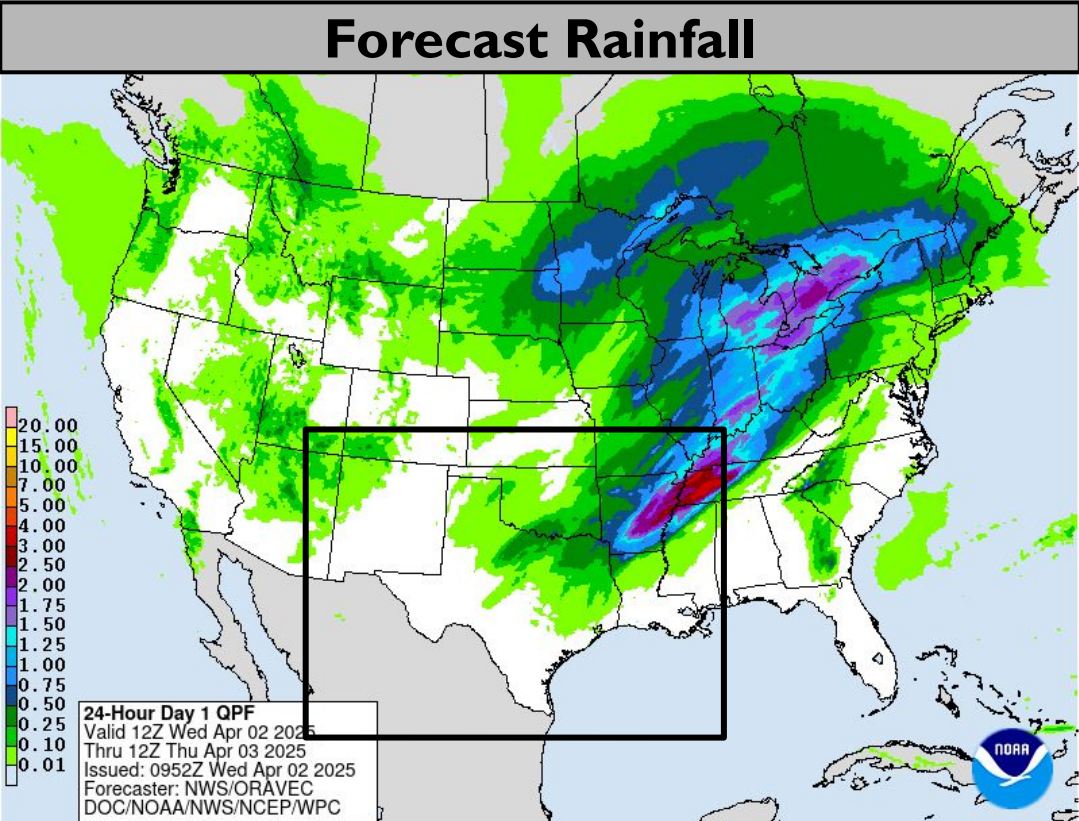 Forecast Rainfall
20.00
15.00
10.00
7.00
5.00
4.00
3.00
2.50
2.00
1.75
1.50
1.25
1.00
0.75
0.50
0.25
0.10
0.01
24-Hour Day 1 QPF
Valid 12Z Wed Apr 02 2025
Thru 12Z Thu Apr 03 2025
Issued: 0952Z Wed Apr 02 2025
Forecaster: NWS/ORAVEC
DOC/NOAA/NWS/NCEP/WPC
NOAA